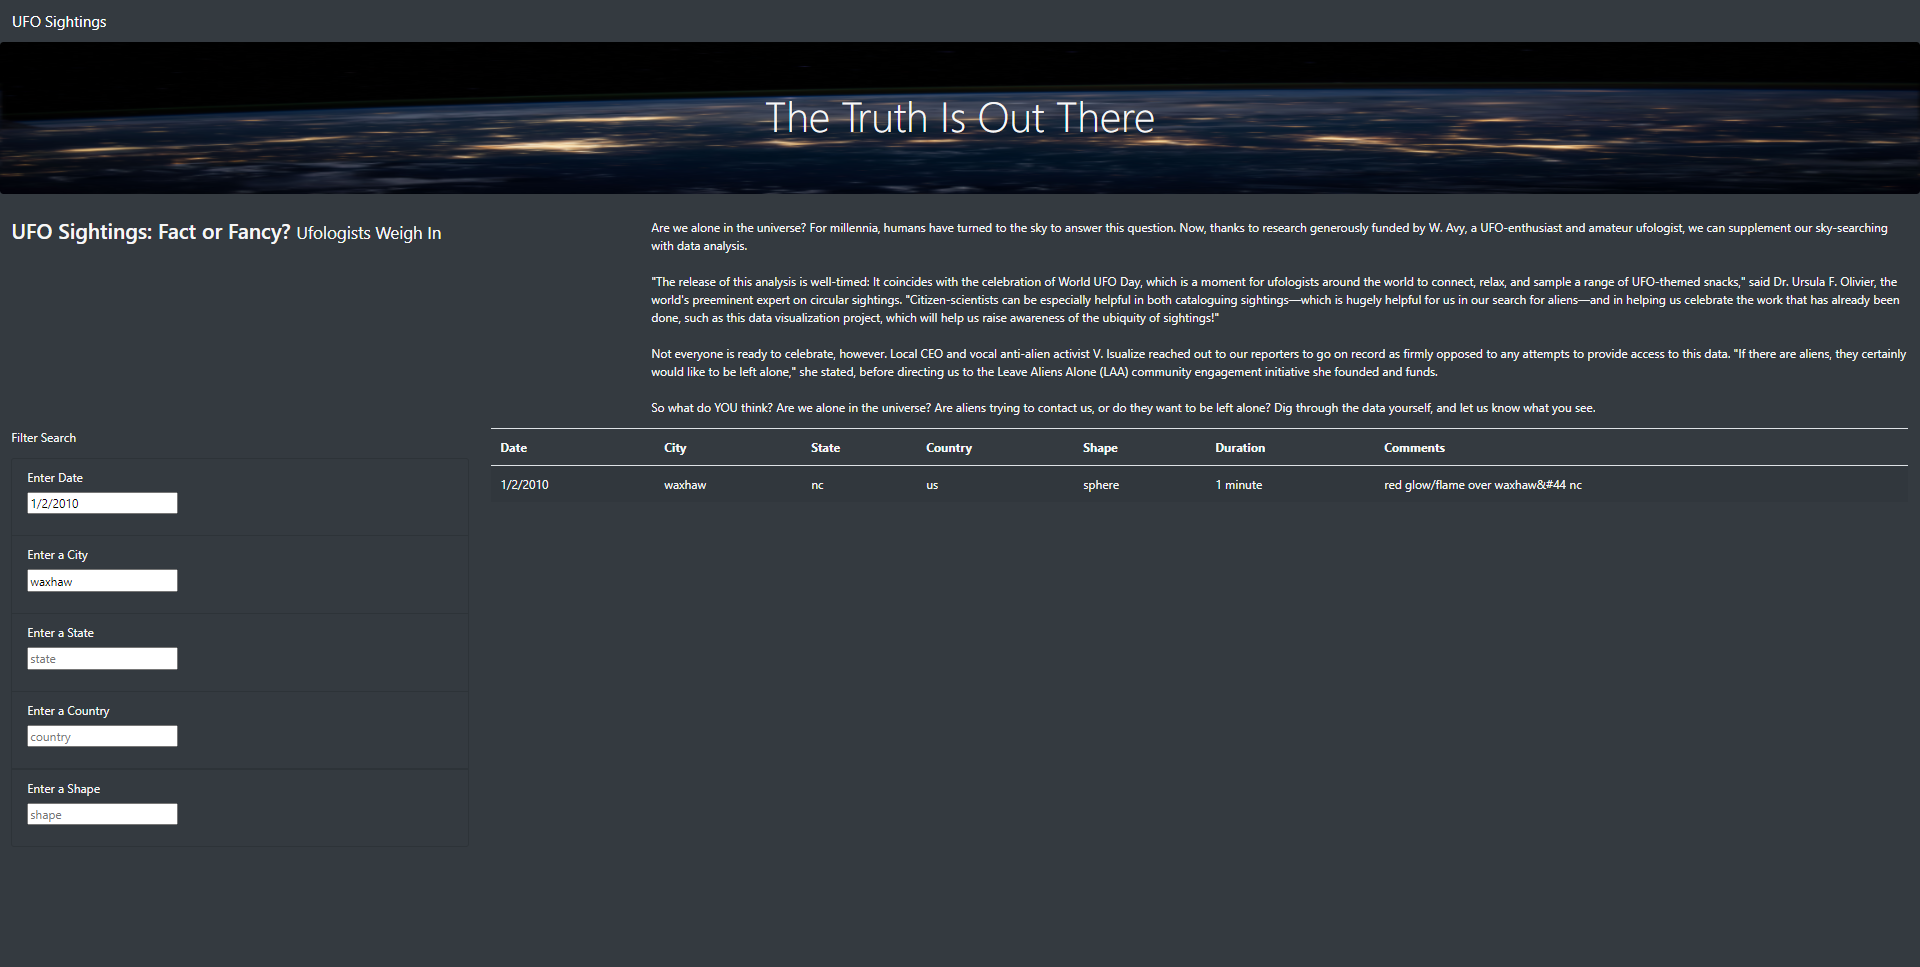 UFO Sightings
The Truth Is Out There
UFO Sightings: Fact or Fancy? Ufologists Weigh In
Are we alone in the universe? For millennia, humans have turned to the sky to answer this question. Now, thanks to research generously funded by W. Avy, a UFO-enthusiast and amateur ufologist, we can supplement our sky-searching
with data analysis.
"The release of this analysis is well-timed: It coincides with the celebration of World UFO Day, which is a moment for ufologists around the world to connect, relax, and sample a range of UFO-themed snacks," said Dr. Ursula F. Olivier, the
world's preeminent expert on circular sightings. "Citizen-scientists can be especially helpful in both cataloguing sightings—which is hugely helpful for us in our search for aliens—and in helping us celebrate the work that has already been
done, such as this data visualization project, which will help us raise awareness of the ubiquity of sightings!"
Not everyone is ready to celebrate, however. Local CEO and vocal anti-alien activist V. Isualize reached out to our reporters to go on record as firmly opposed to any attempts to provide access to this data. "If there are aliens, they certainly
would like to be left alone," she stated, before directing us to the Leave Aliens Alone (LAA) community engagement initiative she founded and funds.
So what do YOU think? Are we alone in the universe? Are aliens trying to contact us, or do they want to be left alone? Dig through the data yourself, and let us know what you see.
Filter Search
Enter Date
1/2/2010
Enter a City
waxhaw
Enter a State
state
Enter a Country
country
Enter a Shape
shape
Date City State Country Shape Duration Comments
1/2/2010 waxhaw nc us sphere 1 minute red glow/flame over waxhaw&#44 nc